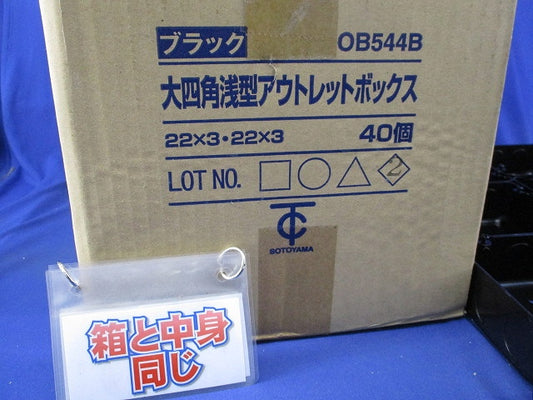 ブラック OB544B
大四角浅型アウトレットボックス
22×3・22×3 40個
LOT NO. □○△◇2
SOTOYAMA
箱と中身
同じ